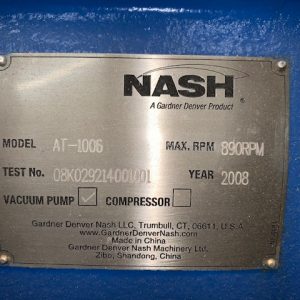 NASH
A Gardner Denver Product
MODEL AT-1006 MAX. RPM 890RPM
TEST No. 08K029214001001 YEAR 2008
VACUUM PUMP COMPRESSOR
Gardner Denver Nash LLC, Trumbull, CT, 06611, U.S.A
www.GardnerDenverNash.com
Made in China
Gardner Denver Nash Machinery Ltd.
Zibo, Shandong, China